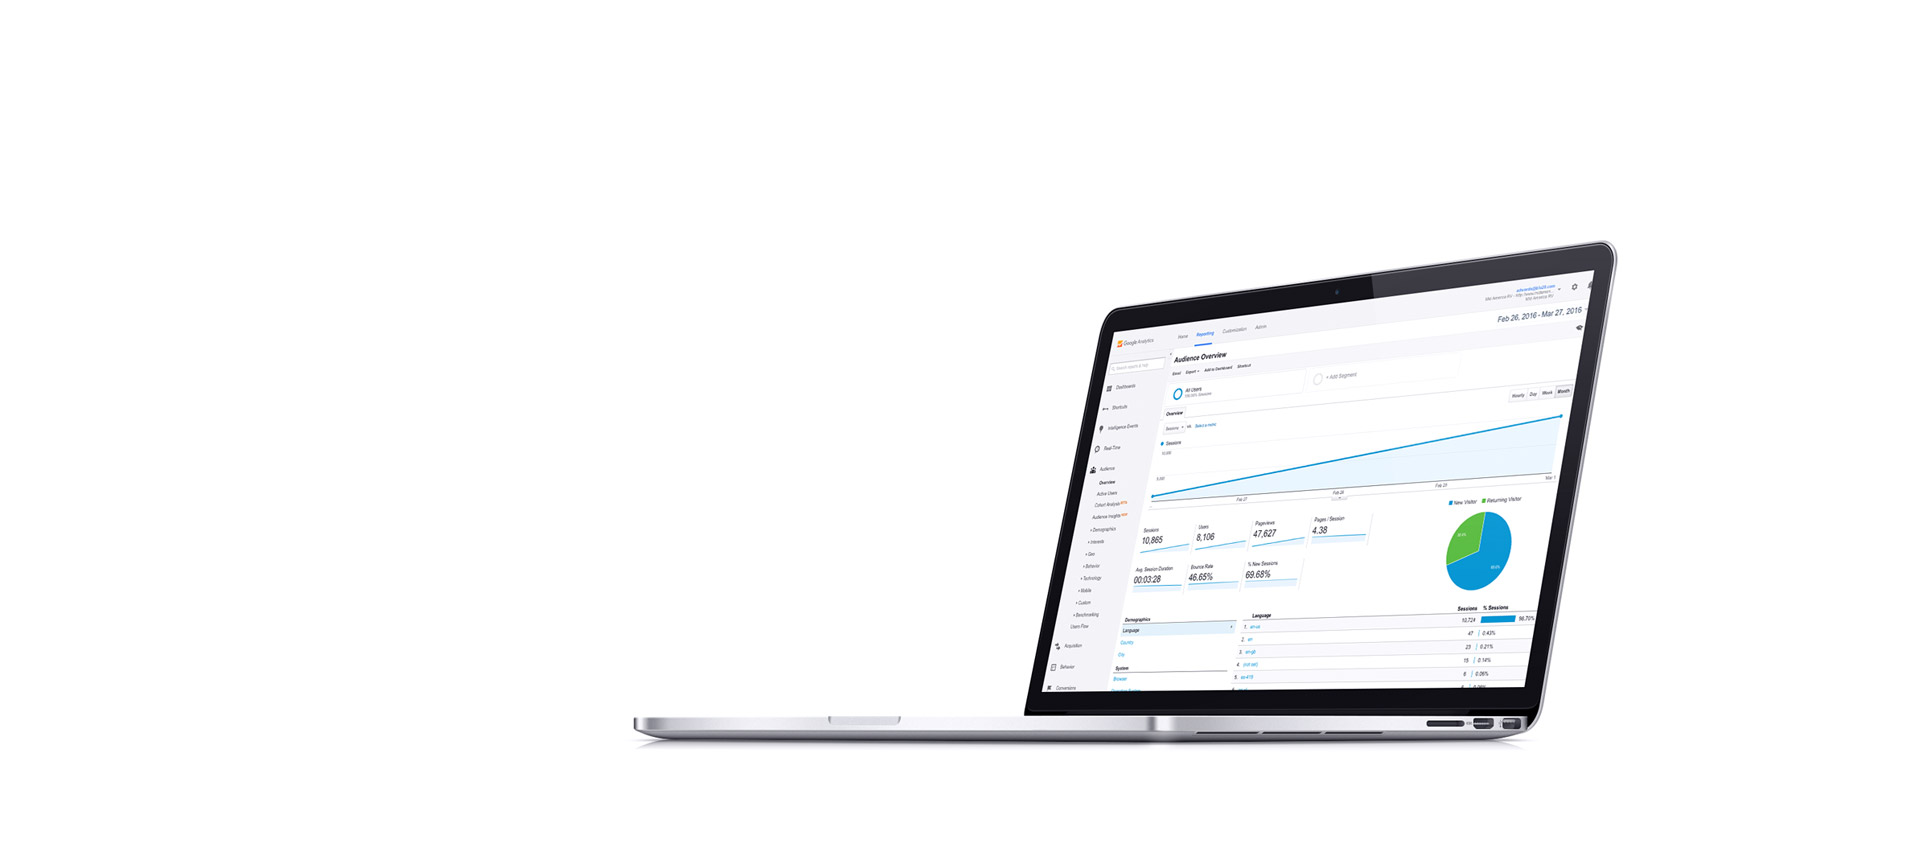 Google Analytics
Home Reporting Customization Admin
Feb 26, 2016 - Mar 27, 2016
Search reports & help
Audience Overview
Email Export Add to Dashboard Shortcut
Dashboards
Shortcuts
Intelligence Events
Real-Time
Audience
Overview
Active Users
Cohort Analysis
Audience Insights
Demographics
Interests
Geo
Behavior
Technology
Mobile
Custom
Benchmarking
Users Flow
Acquisition
Behavior
Conversions
All Users
+ Add Segment
Overview
Sessions VS. Select a metric
Hourly Day Week Month
Sessions
10,000
5,000
Feb 27 Feb 28 Feb 29 Mar 1
New Visitor Returning Visitor
Sessions
10,865
Users
8,106
Pageviews
47,627
Pages / Session
4.38
Avg. Session Duration
00:03:28
Bounce Rate
46.65%
% New Sessions
69.68%
Demographics
Language
Country
City
System
Browser
Language Sessions % Sessions
1. en-us 10,724 98.70%
2. en 47 0.43%
3. en-gb 23 0.21%
4. (not set) 15 0.14%
5. es-419 6 0.06%